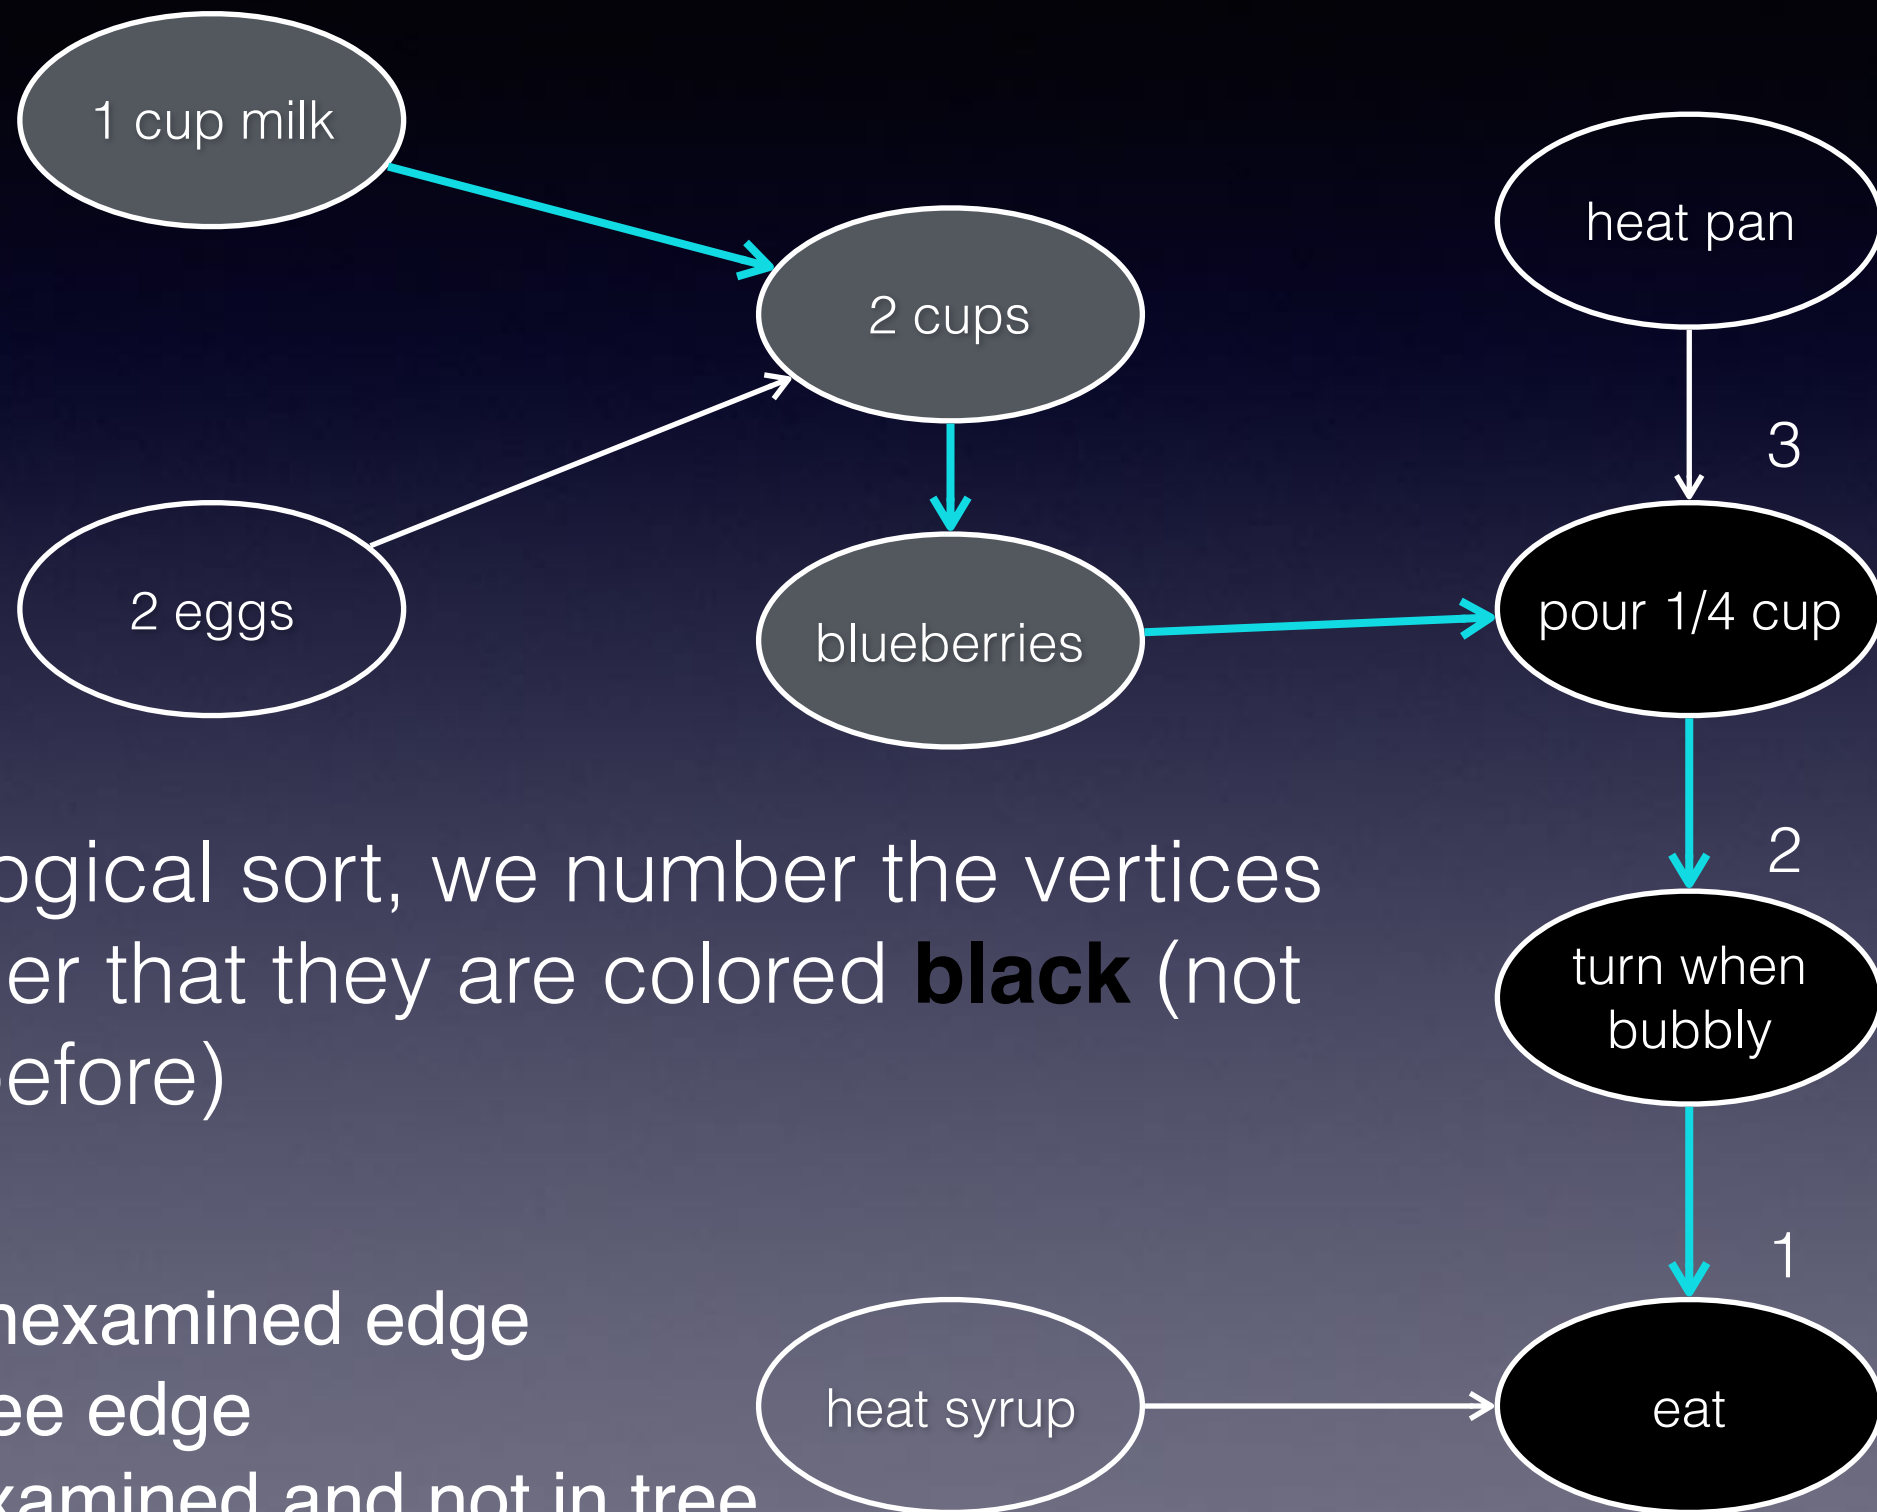 1 cup milk
heat pan
2 cups
3
2 eggs
blueberries
pour 1/4 cup
2
ogical sort, we number the vertices
er that they are colored black (not
efore)
turn when
bubbly
1
nexamined edge
ee edge
xamined and not in tree
heat syrup
eat